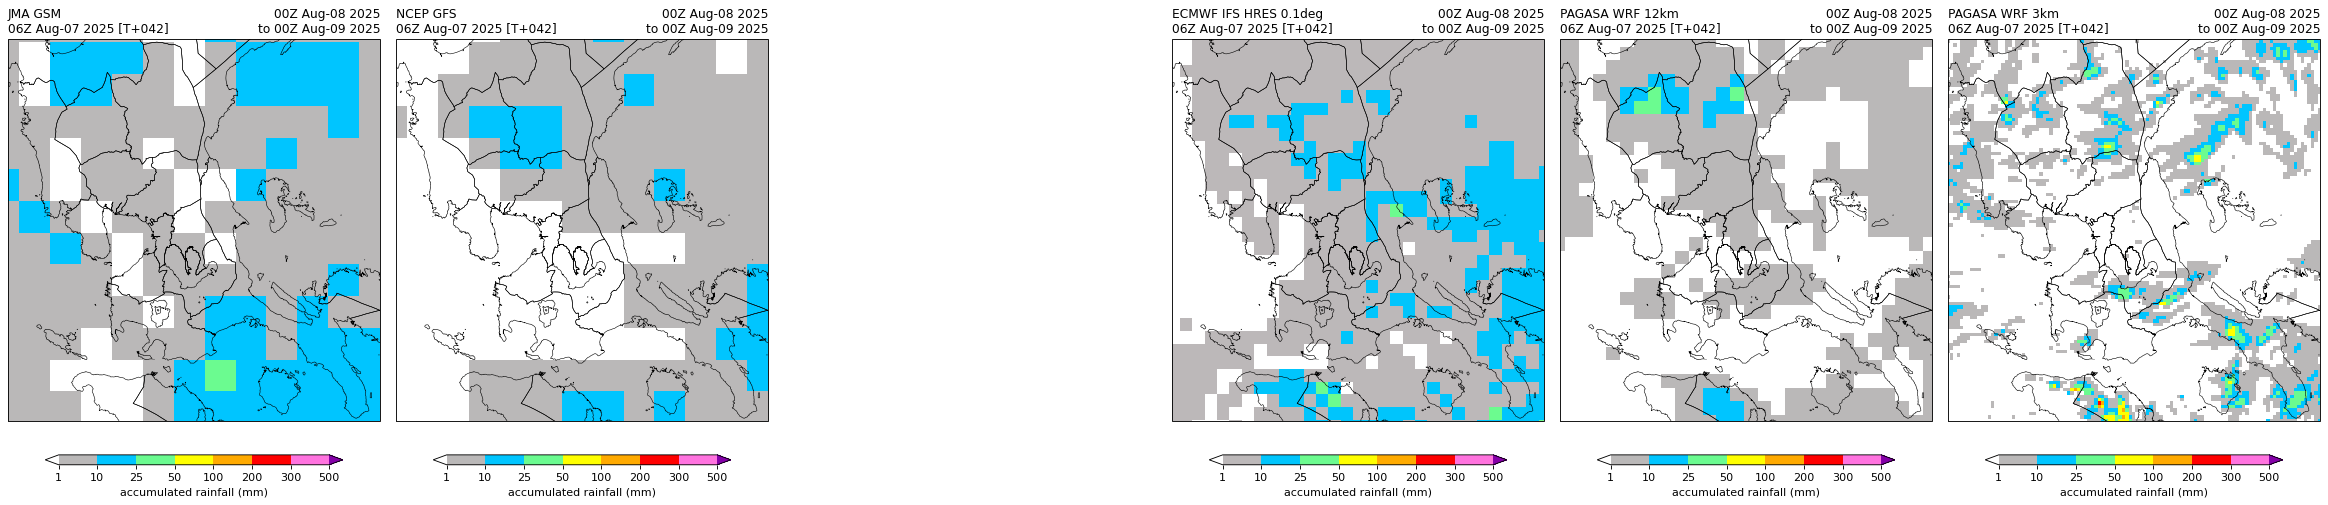 JMA GSM 00Z Aug-08 2025
06Z Aug-07 2025 [T+042] to 00Z Aug-09 2025
NCEP GFS 00Z Aug-08 2025
06Z Aug-07 2025 [T+042] to 00Z Aug-09 2025
ECMWF IFS HRES 0.1deg 00Z Aug-08 2025
06Z Aug-07 2025 [T+042] to 00Z Aug-09 2025
PAGASA WRF 12km 00Z Aug-08 2025
06Z Aug-07 2025 [T+042] to 00Z Aug-09 2025
PAGASA WRF 3km 00Z Aug-08 2025
06Z Aug-07 2025 [T+042] to 00Z Aug-09 2025
1 10 25 50 100 200 300 500
accumulated rainfall (mm)
1 10 25 50 100 200 300 500
accumulated rainfall (mm)
1 10 25 50 100 200 300 500
accumulated rainfall (mm)
1 10 25 50 100 200 300 500
accumulated rainfall (mm)
1 10 25 50 100 200 300 500
accumulated rainfall (mm)